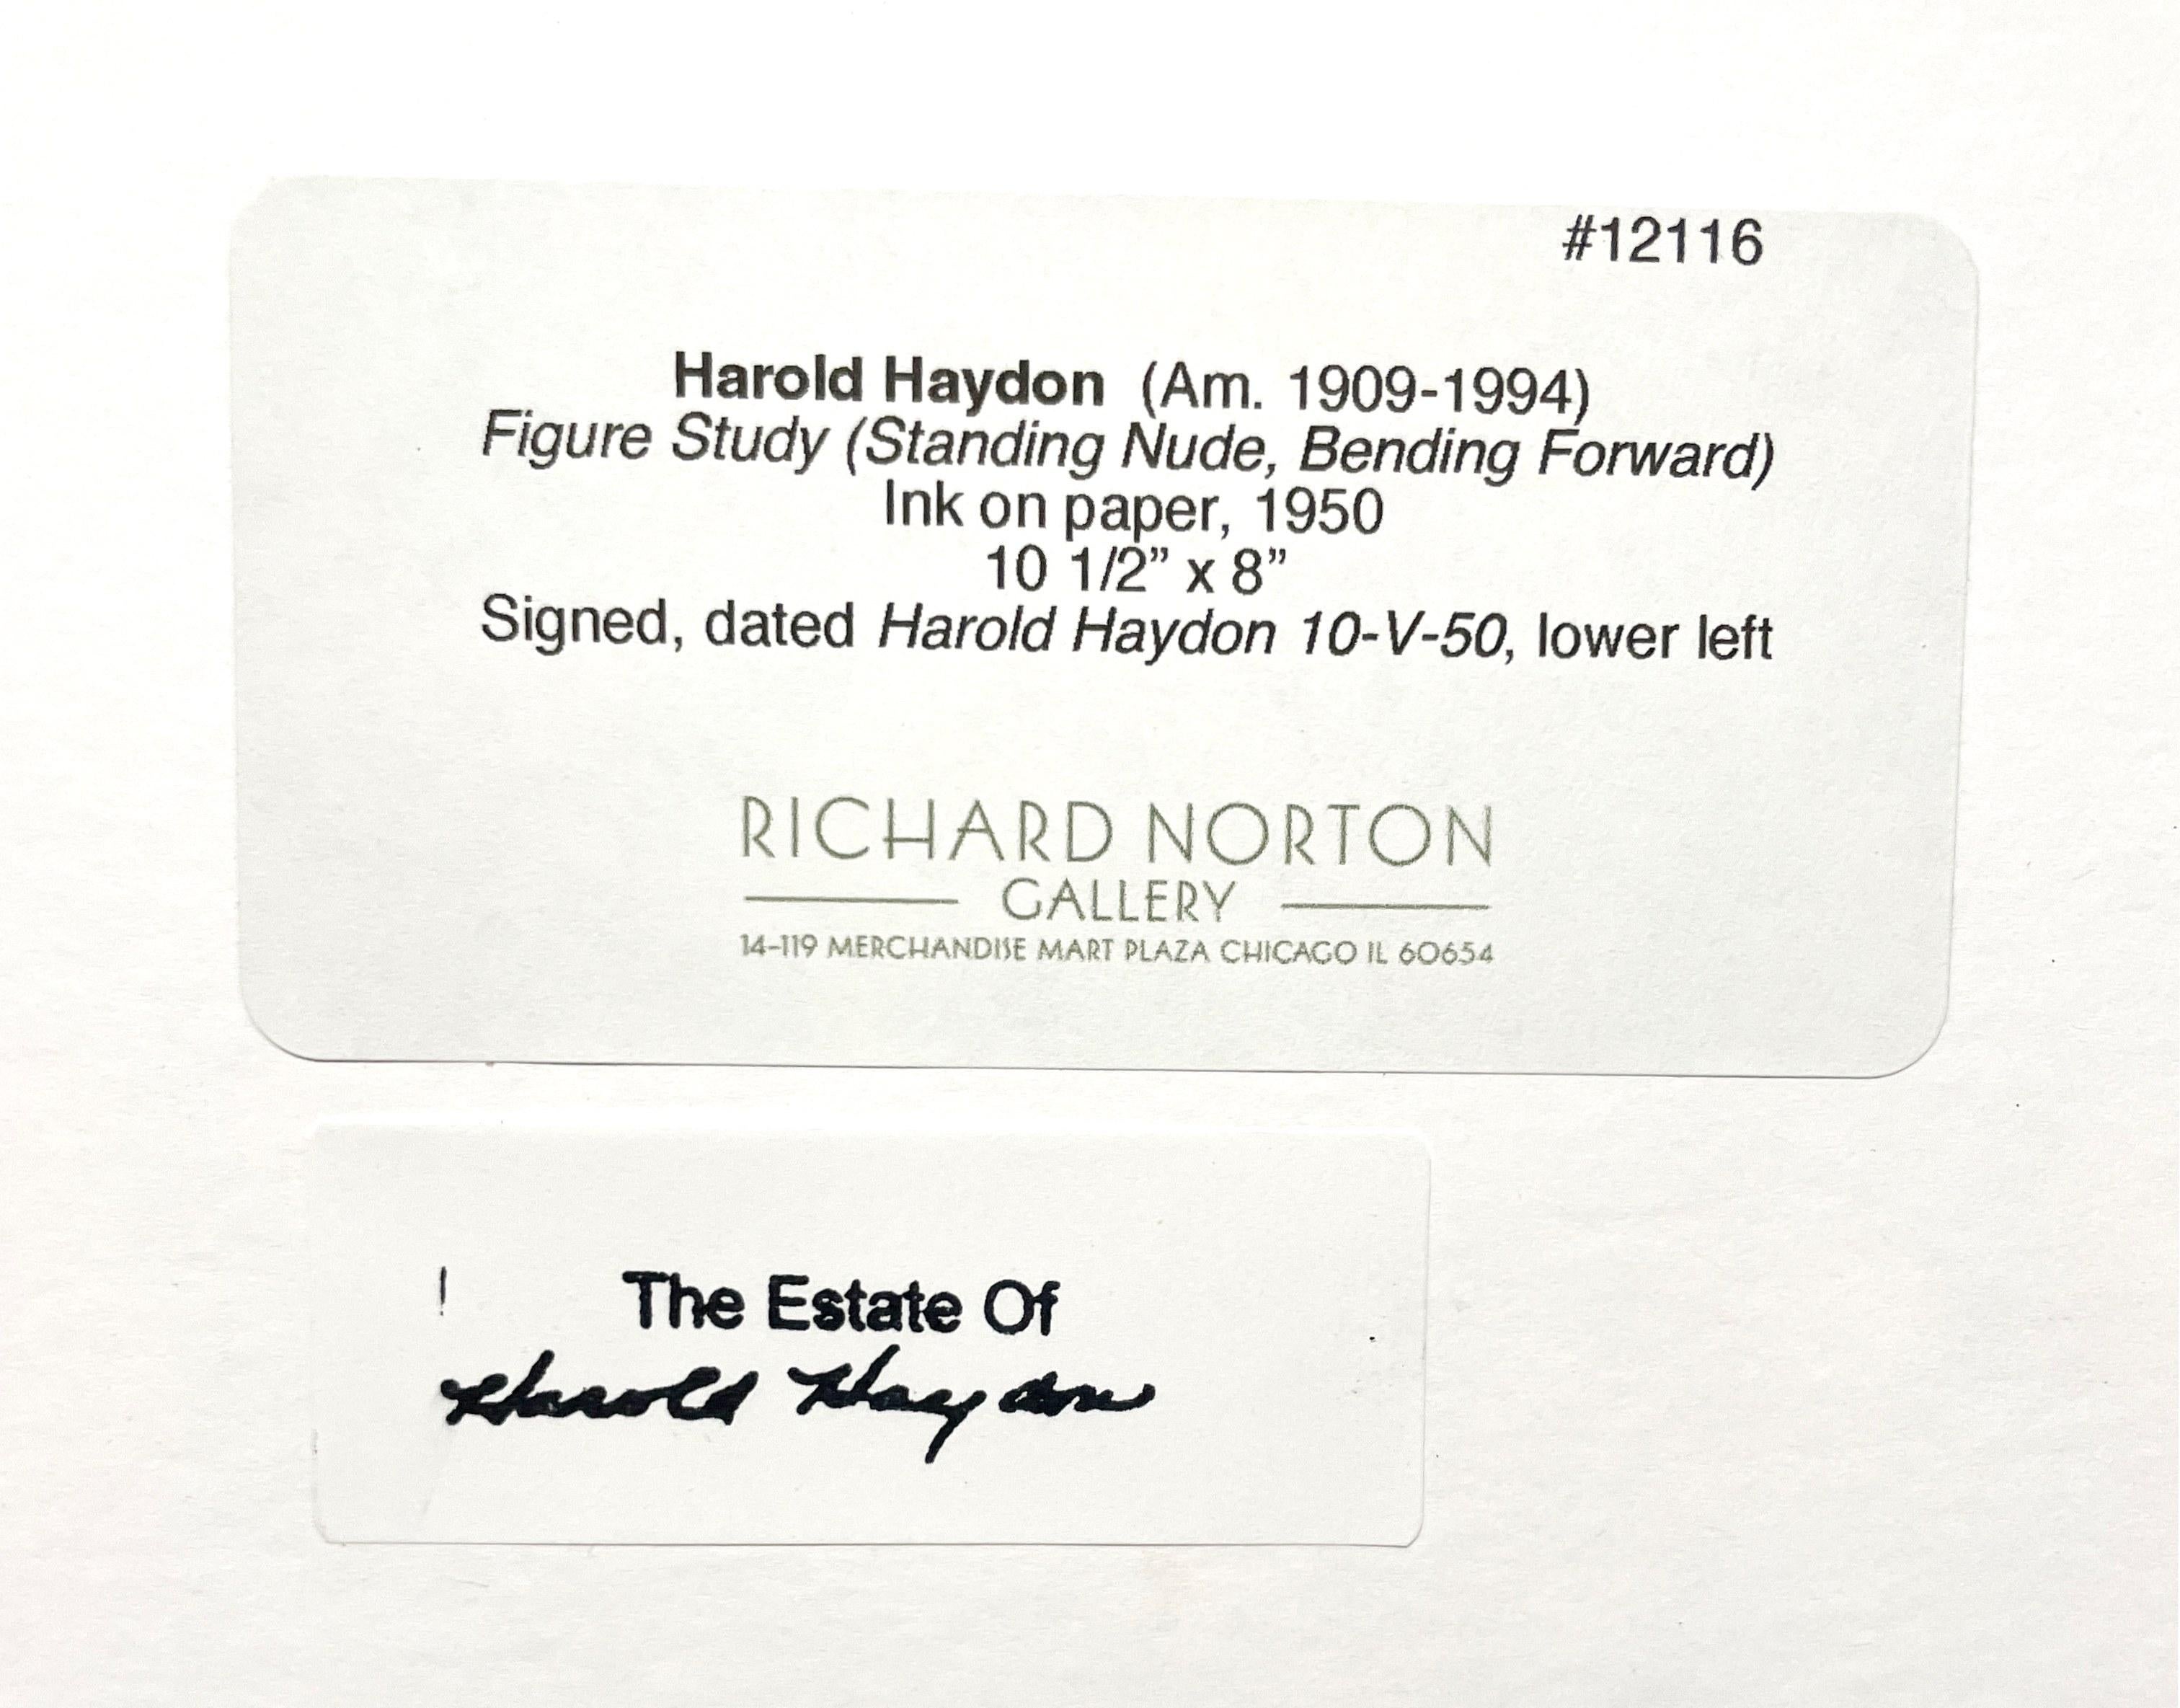 #12116
Harold Haydon (Am. 1909-1994)
Figure Study (Standing Nude, Bending Forward)
Ink on paper, 1950
10 1/2” x 8”
Signed, dated Harold Haydon 10-V-50, lower left
RICHARD NORTON
GALLERY
14-119 MERCHANDISE MART PLAZA CHICAGO IL 60654
The Estate Of
Harold Haydon